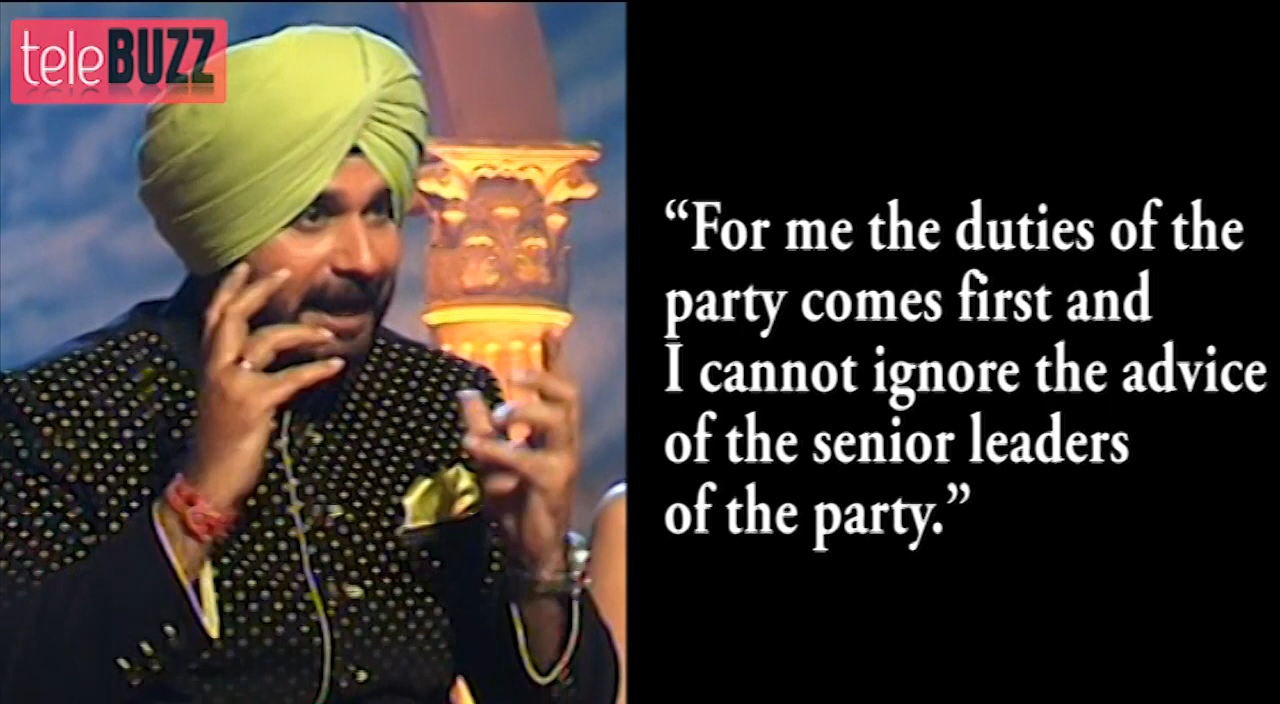 teleBUZZ
“For me the duties of the
party comes first and
I cannot ignore the advice
of the senior leaders
of the party.”